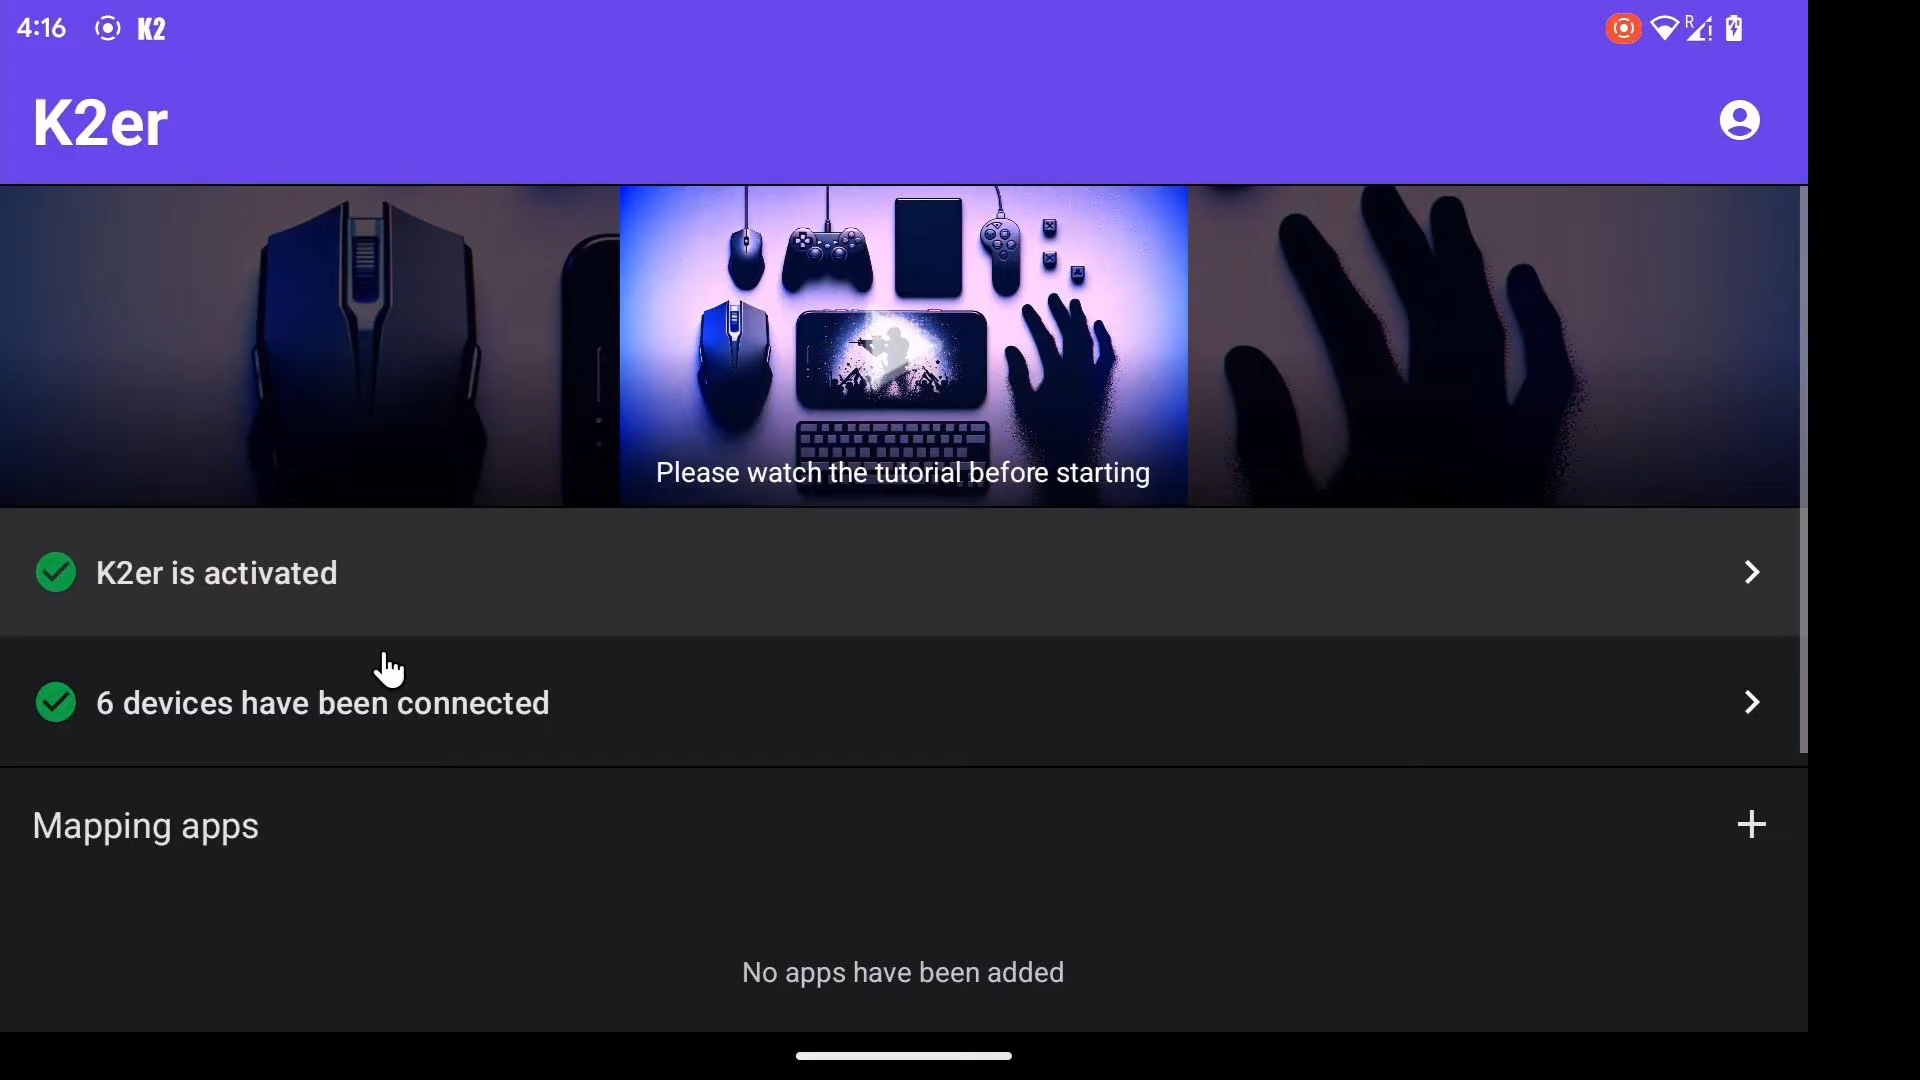 4:16 K2
K2er
Please watch the tutorial before starting
K2er is activated
6 devices have been connected
Mapping apps
No apps have been added